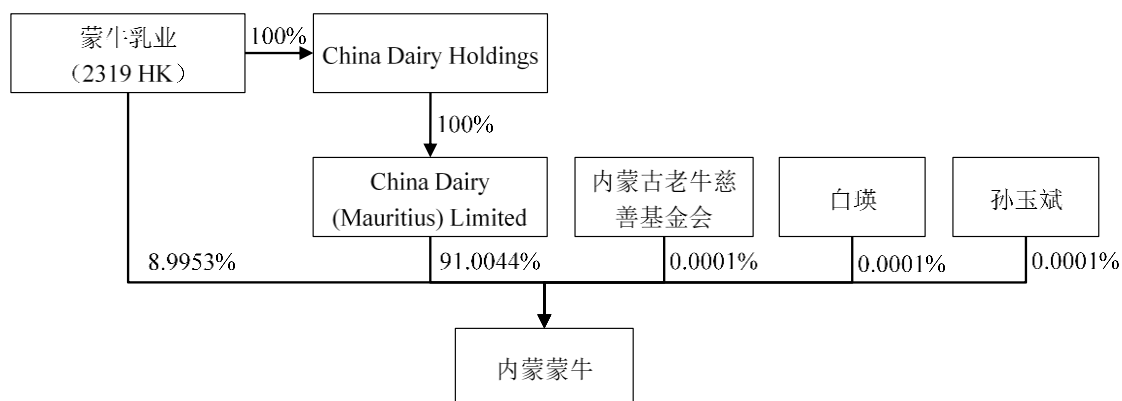 蒙牛乳业
（2319 HK）
100%
China Dairy Holdings
100%
China Dairy
(Mauritius) Limited
内蒙古老牛慈
善基金会
白瑛
孙玉斌
8.9953%
91.0044%
0.0001%
0.0001%
0.0001%
内蒙蒙牛